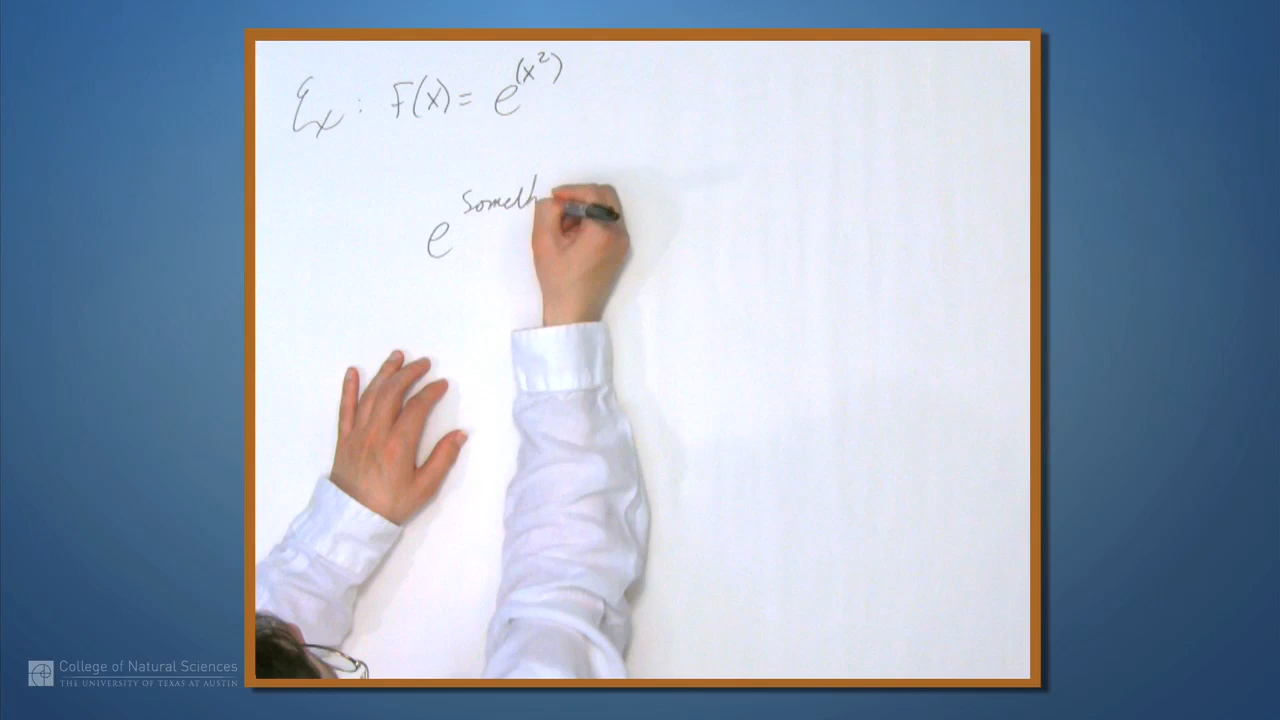 Ex: f(x) = e^(x²)
e^Someth
College of Natural Sciences
THE UNIVERSITY OF TEXAS AT AUSTIN